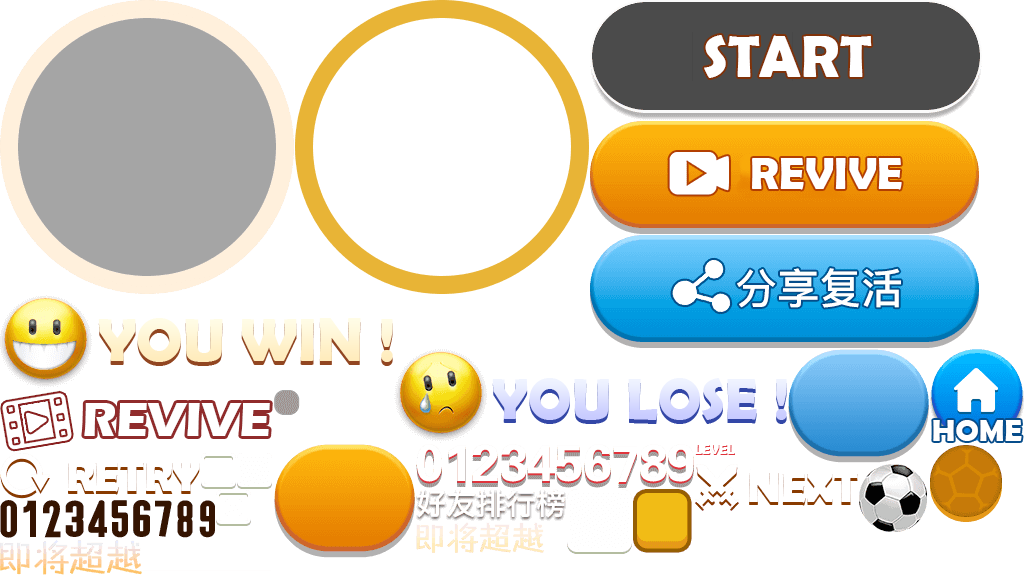 START
REVIVE
分享复活
YOU WIN !
YOU LOSE !
REVIVE
HOME
RETRY
0123456789
LEVEL
NEXT
0123456789
好友排行榜
即将超越
即将超越